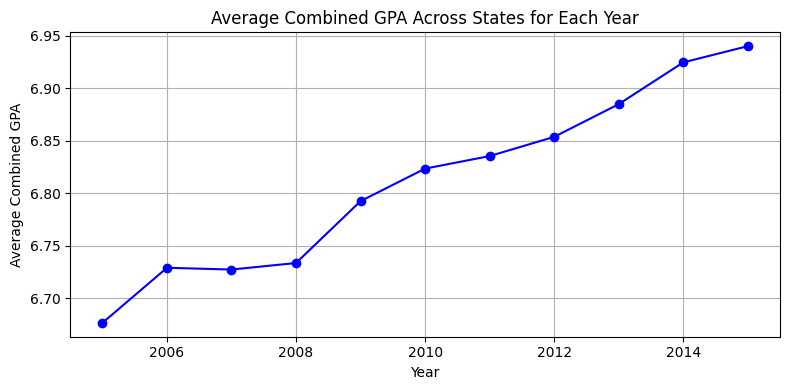 Average Combined GPA Across States for Each Year
Average Combined GPA
6.95
6.90
6.85
6.80
6.75
6.70
2006 2008 2010 2012 2014
Year